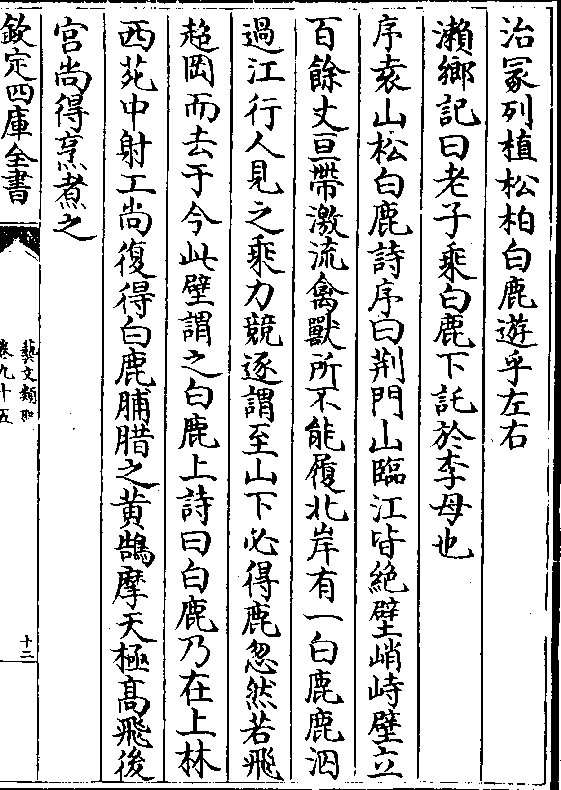 治冢列植松柏白鹿遊乎左右
瀨鄉記曰老子乘白鹿下託於李母也
序袁山松白鹿詩序曰荆門山臨江皆絶壁峭峙壁立
百餘丈亘帶激流禽獸所不能履北岸有一白鹿鹿泅
過江行人見之乘力競逐謂至山下必得鹿忽然若飛
超岡而去于今此壁謂之白鹿上詩曰白鹿乃在上林
西苑中射工尚復得白鹿脯腊之黄鵠摩天極高飛後
宫尚得烹煮之
欽定四庫全書
藝文類聚
卷九十五
十二